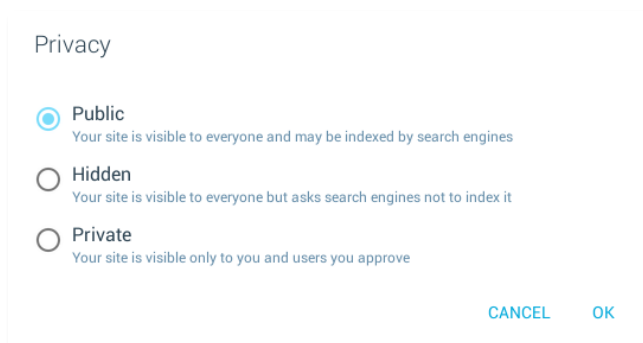 Privacy
Public
Your site is visible to everyone and may be indexed by search engines
Hidden
Your site is visible to everyone but asks search engines not to index it
Private
Your site is visible only to you and users you approve
CANCEL OK